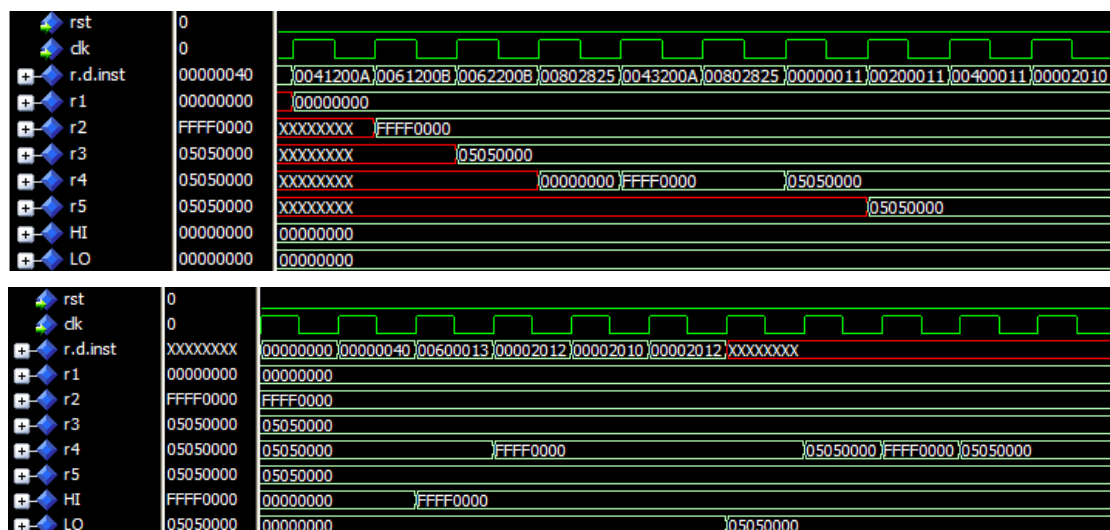 rst 0
clk 0
r.d.inst 00000040 0041200A 0061200B 0062200B 00802825 0043200A 00802825 00000011 00200011 00400011 00002010
r1 00000000 00000000
r2 FFFF0000 XXXXXXXX FFFF0000
r3 05050000 XXXXXXXX 05050000
r4 05050000 XXXXXXXX 00000000 FFFF0000 05050000
r5 05050000 XXXXXXXX 05050000
HI 00000000 00000000
LO 00000000 00000000
rst 0
clk 0
r.d.inst XXXXXXXX 00000000 00000040 00600013 00002012 00002010 00002012 XXXXXXXX
r1 00000000 00000000
r2 FFFF0000 FFFF0000
r3 05050000 05050000
r4 05050000 05050000 FFFF0000 05050000 FFFF0000 05050000
r5 05050000 05050000
HI FFFF0000 00000000 FFFF0000
LO 05050000 00000000 05050000